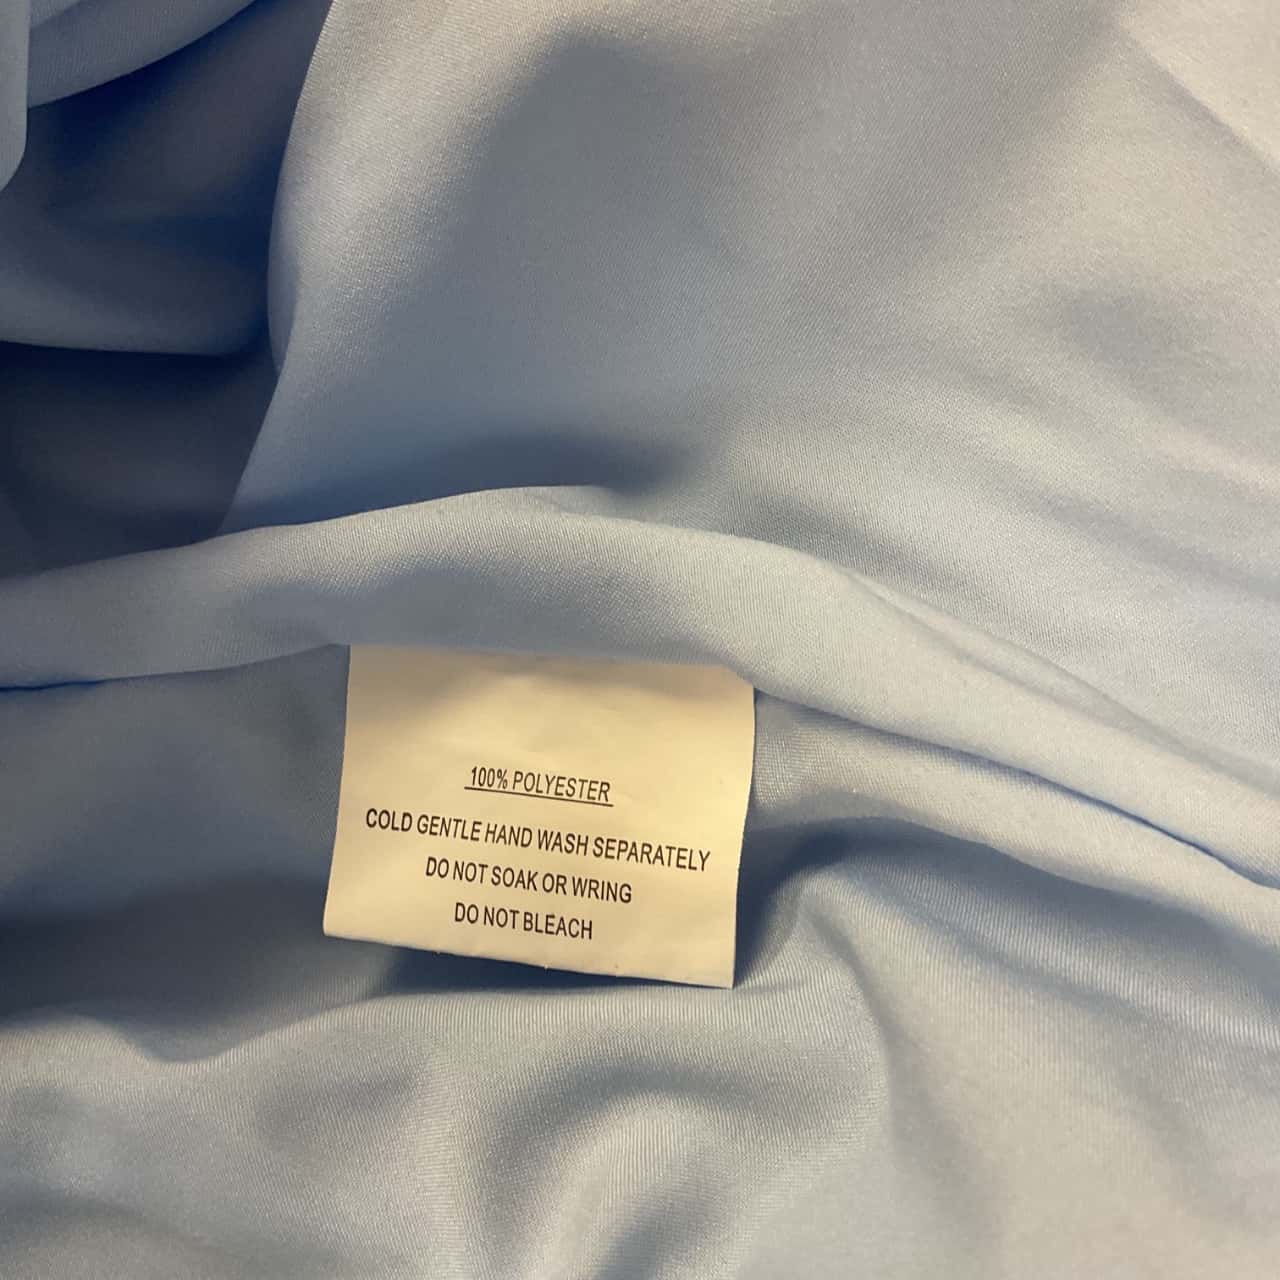 100% POLYESTER
COLD GENTLE HAND WASH SEPARATELY
DO NOT SOAK OR WRING
DO NOT BLEACH